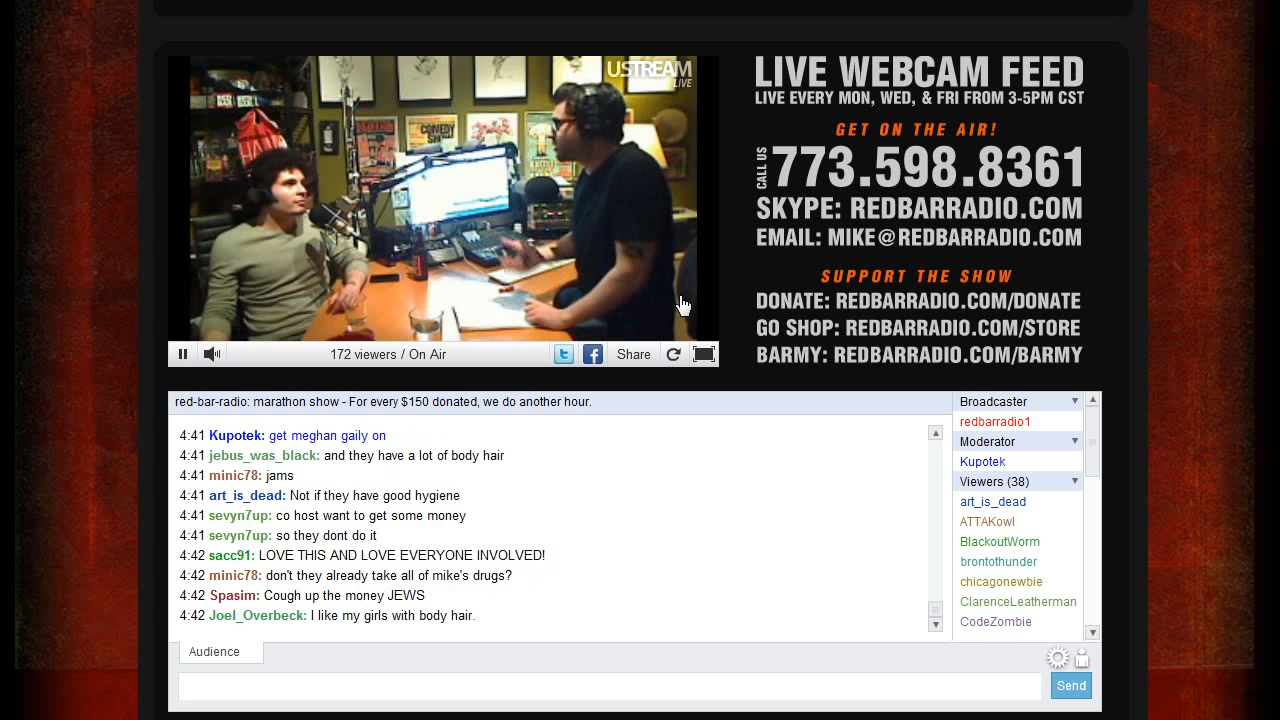 USTREAM
LIVE
HAITI
COMEDY
172 viewers / On Air
Share
LIVE WEBCAM FEED
LIVE EVERY MON, WED, & FRI FROM 3-5PM CST
GET ON THE AIR!
CALL US
773.598.8361
SKYPE: REDBARRADIO.COM
EMAIL: MIKE@REDBARRADIO.COM
SUPPORT THE SHOW
DONATE: REDBARRADIO.COM/DONATE
GO SHOP: REDBARRADIO.COM/STORE
BARMY: REDBARRADIO.COM/BARMY
red-bar-radio: marathon show - For every $150 donated, we do another hour.
4:41 Kupotek: get meghan gaily on
4:41 jebus_was_black: and they have a lot of body hair
4:41 minic78: jams
4:41 art_is_dead: Not if they have good hygiene
4:41 sevyn7up: co host want to get some money
4:41 sevyn7up: so they dont do it
4:42 sacc91: LOVE THIS AND LOVE EVERYONE INVOLVED!
4:42 minic78: don't they already take all of mike's drugs?
4:42 Spasim: Cough up the money JEWS
4:42 Joel_Overbeck: I like my girls with body hair.
Broadcaster
redbarradio1
Moderator
Kupotek
Viewers (38)
art_is_dead
ATTAKowl
BlackoutWorm
brontothunder
chicagonewbie
ClarenceLeatherman
CodeZombie
Audience
Send